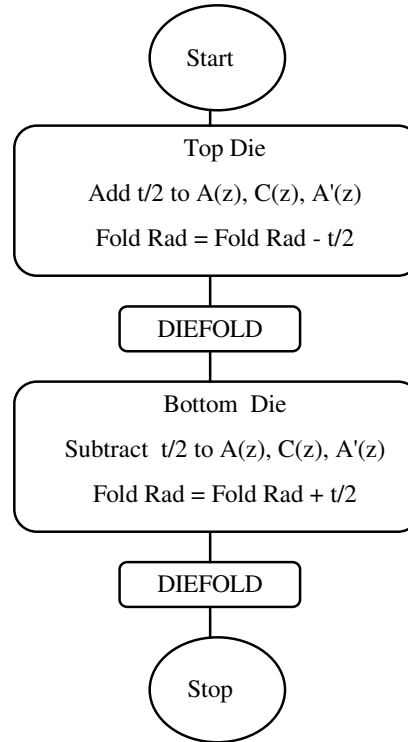 Start
Top Die
Add t/2 to A(z), C(z), A'(z)
Fold Rad = Fold Rad - t/2
DIEFOLD
Bottom Die
Subtract t/2 to A(z), C(z), A'(z)
Fold Rad = Fold Rad + t/2
DIEFOLD
Stop